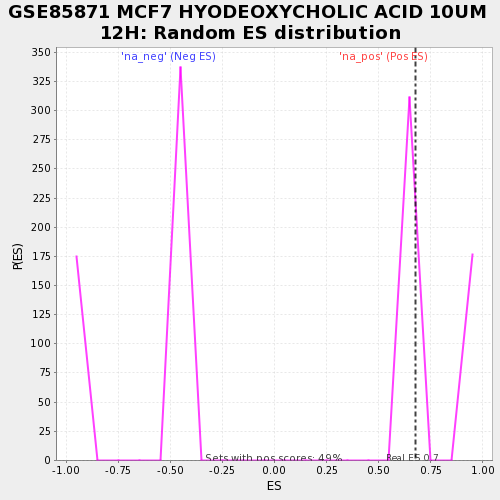 GSE85871 MCF7 HYODEOXYCHOLIC ACID 10UM
12H: Random ES distribution
'na_neg' (Neg ES)
'na_pos' (Pos ES)
350
325
300
275
250
225
200
175
150
125
100
75
50
25
0
P(ES)
Sets with pos scores: 49%
Real ES 0.7
-1.00 -0.75 -0.50 -0.25 0.00 0.25 0.50 0.75 1.00
ES